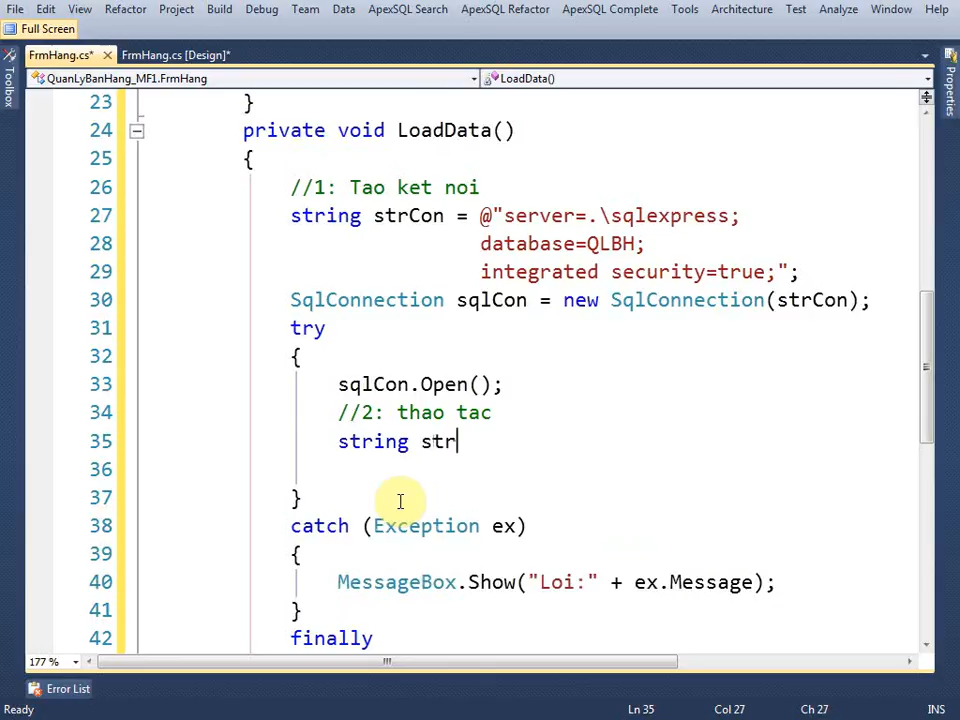 File Edit View Refactor Project Build Debug Team Data ApexSQL Search ApexSQL Refactor ApexSQL Complete Tools Architecture Test Analyze Window Help
Full Screen
FrmHang.cs* FrmHang.cs [Design]*
Toolbox
Properties
QuanLyBanHang_MF1.FrmHang LoadData()
23 }
24 private void LoadData()
25 {
26 //1: Tao ket noi
27 string strCon = @"server=.\sqlexpress;
28 database=QLBH;
29 integrated security=true;";
30 SqlConnection sqlCon = new SqlConnection(strCon);
31 try
32 {
33 sqlCon.Open();
34 //2: thao tac
35 string str
36
37 }
38 catch (Exception ex)
39 {
40 MessageBox.Show("Loi:" + ex.Message);
41 }
42 finally
177 %
Error List
Ready Ln 35 Col 27 Ch 27 INS